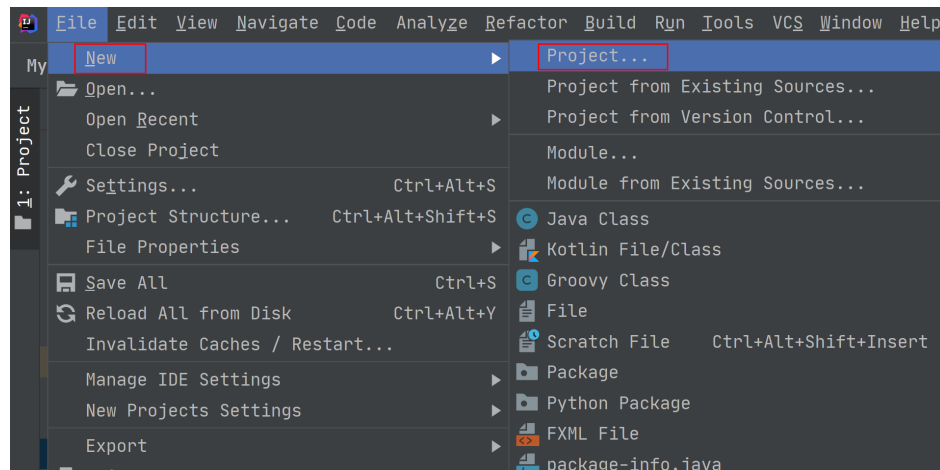 File Edit View Navigate Code Analyze Refactor Build Run Tools VCS Window Help
My
1: Project
New
Open...
Open Recent
Close Project
Settings... Ctrl+Alt+S
Project Structure... Ctrl+Alt+Shift+S
File Properties
Save All Ctrl+S
Reload All from Disk Ctrl+Alt+Y
Invalidate Caches / Restart...
Manage IDE Settings
New Projects Settings
Export
Project...
Project from Existing Sources...
Project from Version Control...
Module...
Module from Existing Sources...
Java Class
Kotlin File/Class
Groovy Class
File
Scratch File Ctrl+Alt+Shift+Insert
Package
Python Package
FXML File
package-info.java